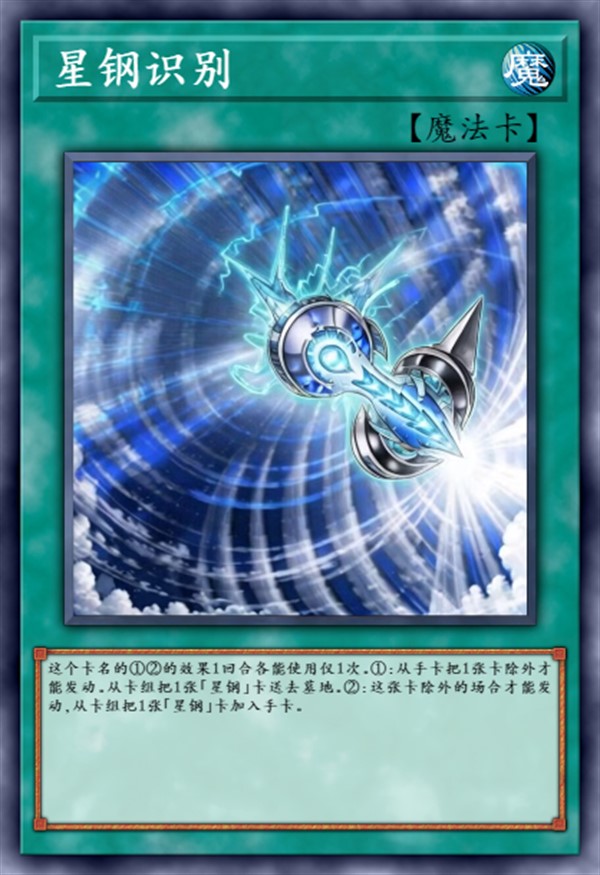 星钢识别
魔
【魔法卡】
这个卡名的①②的效果1回合各能使用仅1次。①:从手卡把1张卡除外才
能发动。从卡组把1张「星钢」卡送去墓地。②:这张卡除外的场合才能发
动,从卡组把1张「星钢」卡加入手卡。